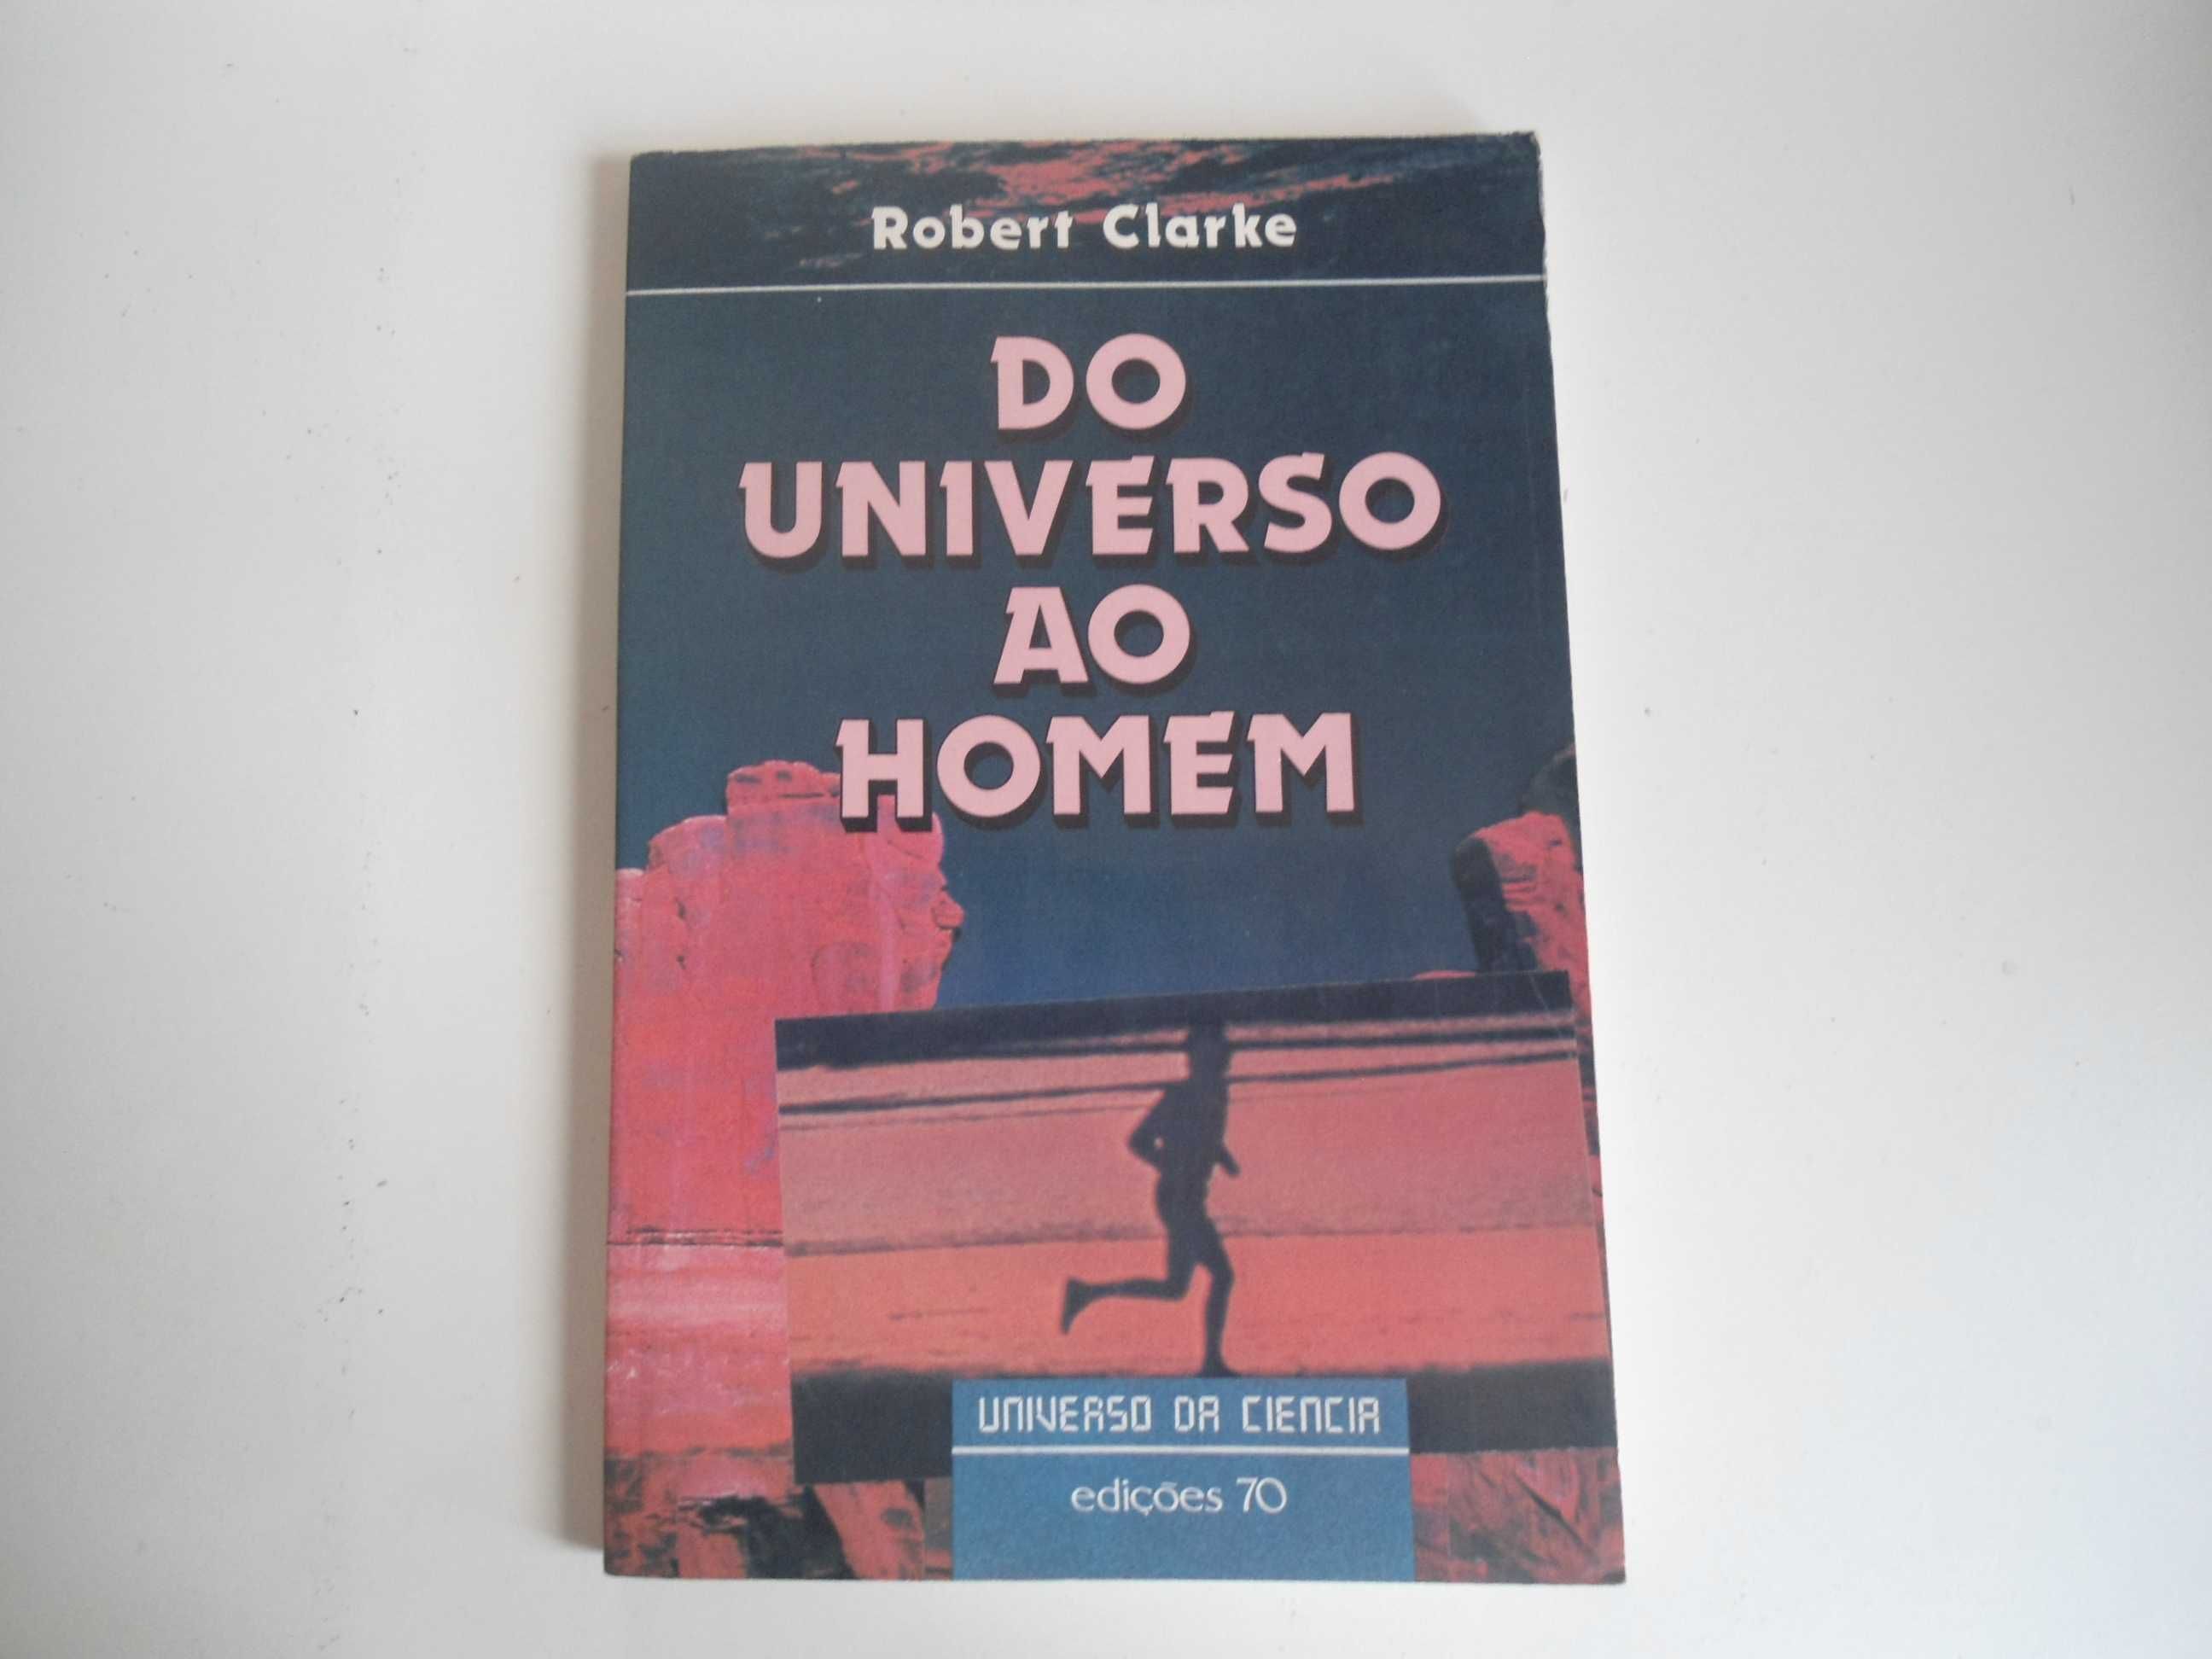 Robert Clarke
DO
UNIVERSO
AO
HOMEM
UNIVERSO DA CIENCIA
edições 70